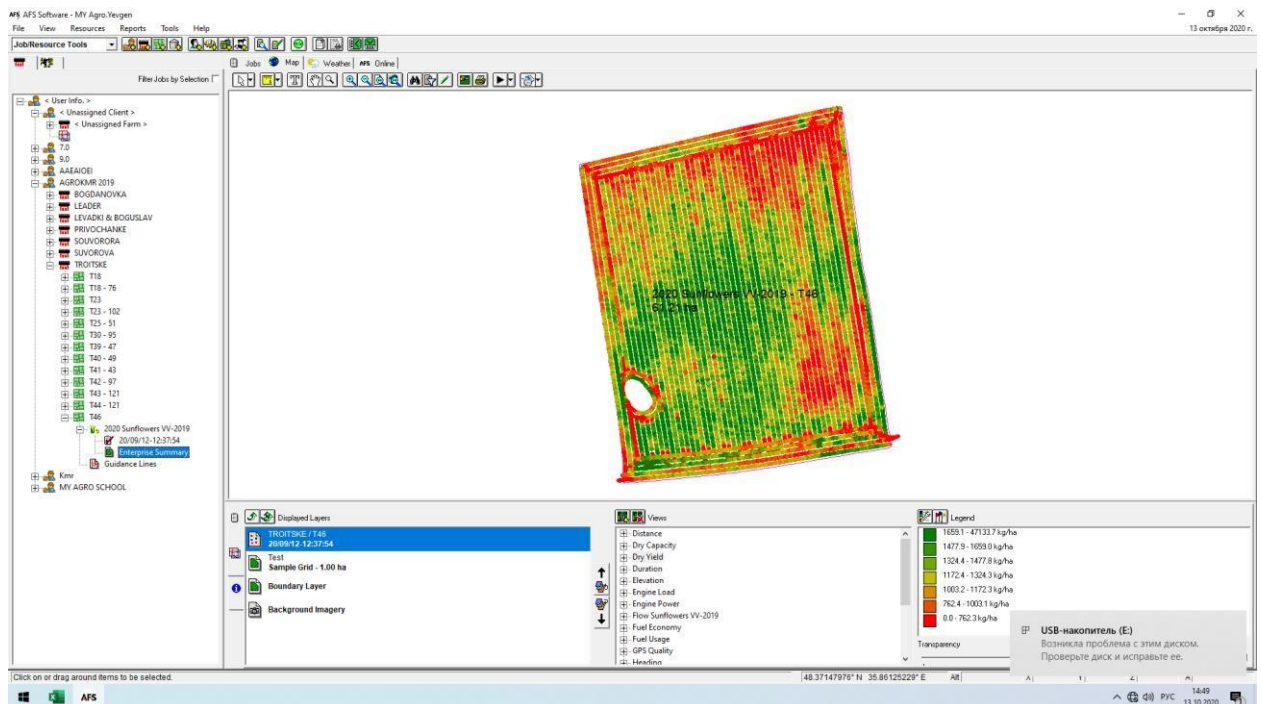 AFS AFS Software - MY Agro.Yevgen
File View Resources Reports Tools Help
13 октября 2020 г.
Job/Resource Tools
Jobs Map Weather AFS Online
Filter Jobs by Selection
< User Info. >
< Unassigned Client >
< Unassigned Farm >
7.0
9.0
AAEAIOEI
AGROKMR 2019
BOGDANOVKA
LEADER
LEVADKI & BOGUSLAV
PRIVOCHANKE
SOUVORORA
SUVOROVA
TROITSKE
T18
T18 - 76
T23
T23 - 102
T25 - 51
T30 - 95
T39 - 47
T40 - 49
T41 - 43
T42 - 97
T43 - 121
T44 - 121
T46
2020 Sunflowers VV-2019
20/09/12-12:37:54
Enterprise Summary
Guidance Lines
Kmr
MY AGRO SCHOOL
2020 Sunflowers VV-2019 - T46
Displayed Layers
TROITSKE / T46
20/09/12-12:37:54
Test
Sample Grid - 1.00 ha
Boundary Layer
Background Imagery
Views
Distance
Dry Capacity
Dry Yield
Duration
Elevation
Engine Load
Engine Power
Flow Sunflowers VV-2019
Fuel Economy
Fuel Usage
GPS Quality
Heading
Legend
1659.1 - 47133.7 kg/ha
1477.9 - 1659.0 kg/ha
1324.4 - 1477.8 kg/ha
1172.4 - 1324.3 kg/ha
1003.2 - 1172.3 kg/ha
762.4 - 1003.1 kg/ha
0.0 - 762.3 kg/ha
Transparency
USB-накопитель (E:)
Возникла проблема с этим диском.
Проверьте диск и исправьте ее.
Click on or drag around items to be selected.
48.37147976° N 35.86125229° E Alt
AFS
РУС
14:49
13.10.2020